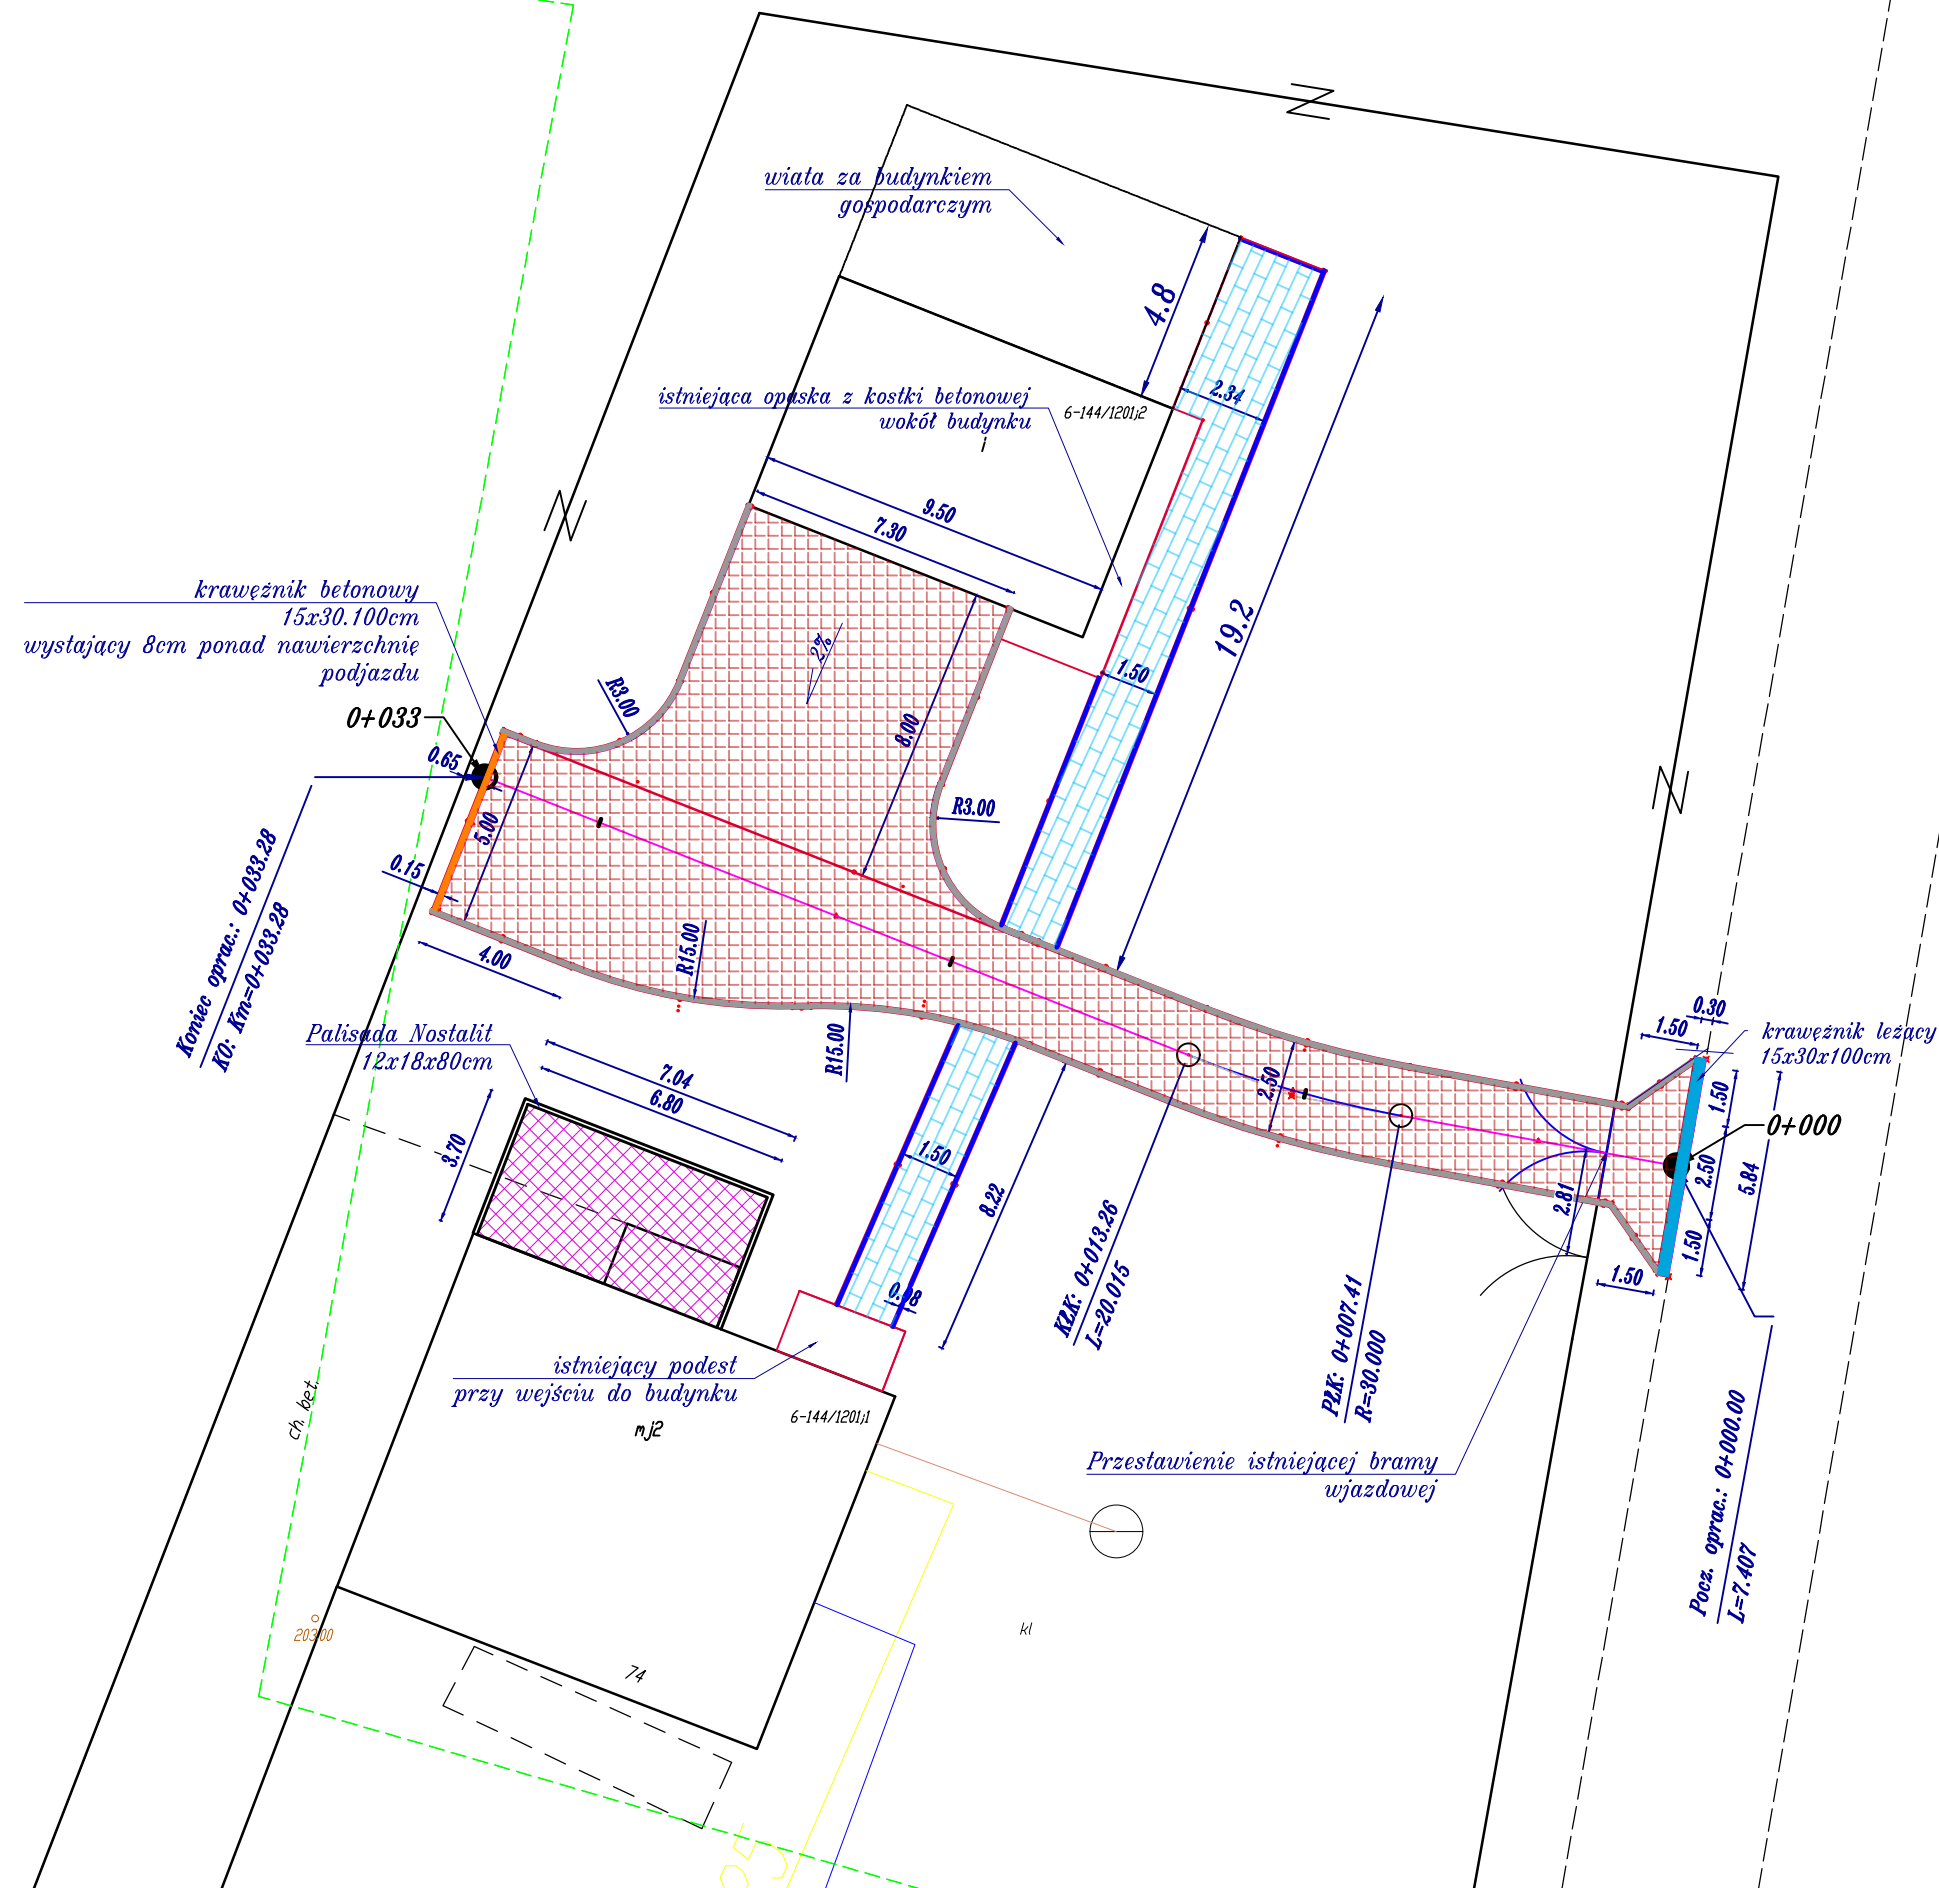 wiata za budynkiem
gospodarczym
4.8
istniejąca opaska z kostki betonowej
wokół budynku
6-144/1201;2
i
2.34
9.50
7.30
krawężnik betonowy
15x30.100cm
wystający 8cm ponad nawierzchnię
podjazdu
2%
19.2
1.50
R3.00
8.00
0+033
0.65
R3.00
5.00
0.15
Koniec oprac.: 0+033.28
KO: Km=0+033.28
4.00
R15.00
R15.00
Palisada Nostalit
12x18x80cm
7.04
6.80
3.70
1.50
8.22
0.08
2.50
0.30
1.50
krawężnik leżący
15x30x100cm
1.50
0+000
2.50
5.84
2.81
1.50
1.50
KŁK: 0+013.26
L=20.015
PŁK: 0+007.41
R=30.000
istniejący podest
przy wejściu do budynku
6-144/1201;1
mj2
ch. bet.
Przestawienie istniejącej bramy
wjazdowej
Pocz. oprac.: 0+000.00
L=7.407
203.00
74
kl